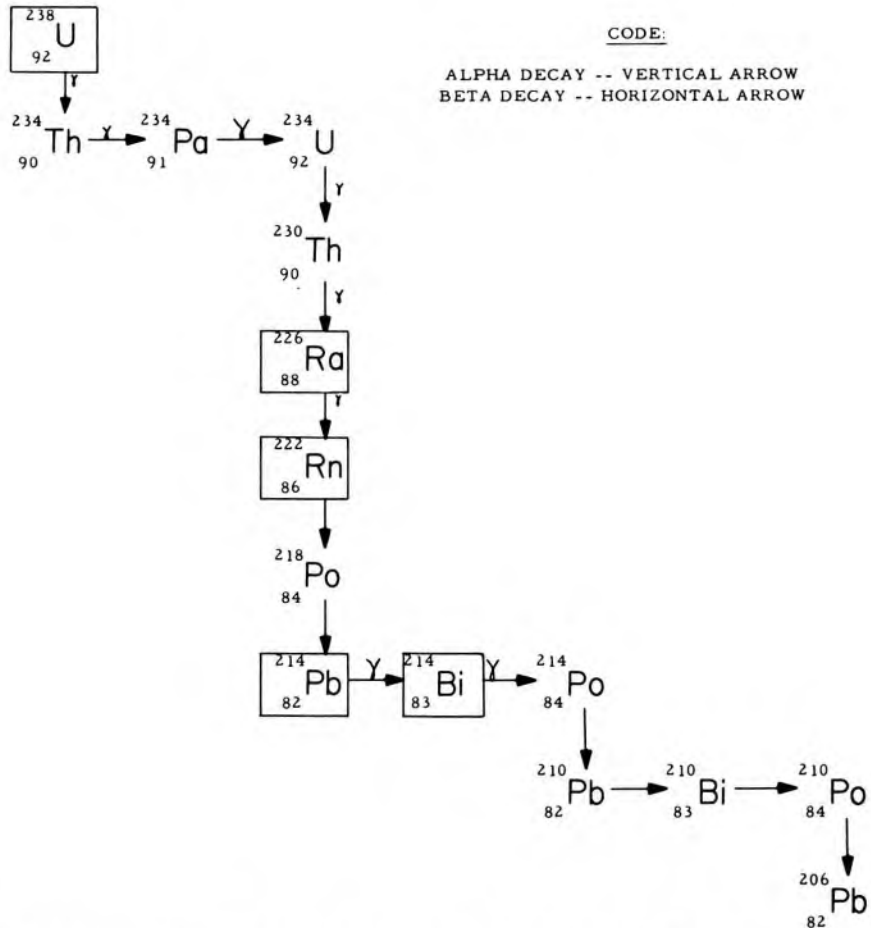 238
92 U
CODE:
ALPHA DECAY -- VERTICAL ARROW
BETA DECAY -- HORIZONTAL ARROW
γ
234 234 234
90 Th γ 91 Pa γ 92 U
γ
230
90 Th
γ
226
88 Ra
γ
222
86 Rn
218
84 Po
214 214 214
82 Pb γ 83 Bi γ 84 Po
210 210 210
82 Pb 83 Bi 84 Po
206
82 Pb